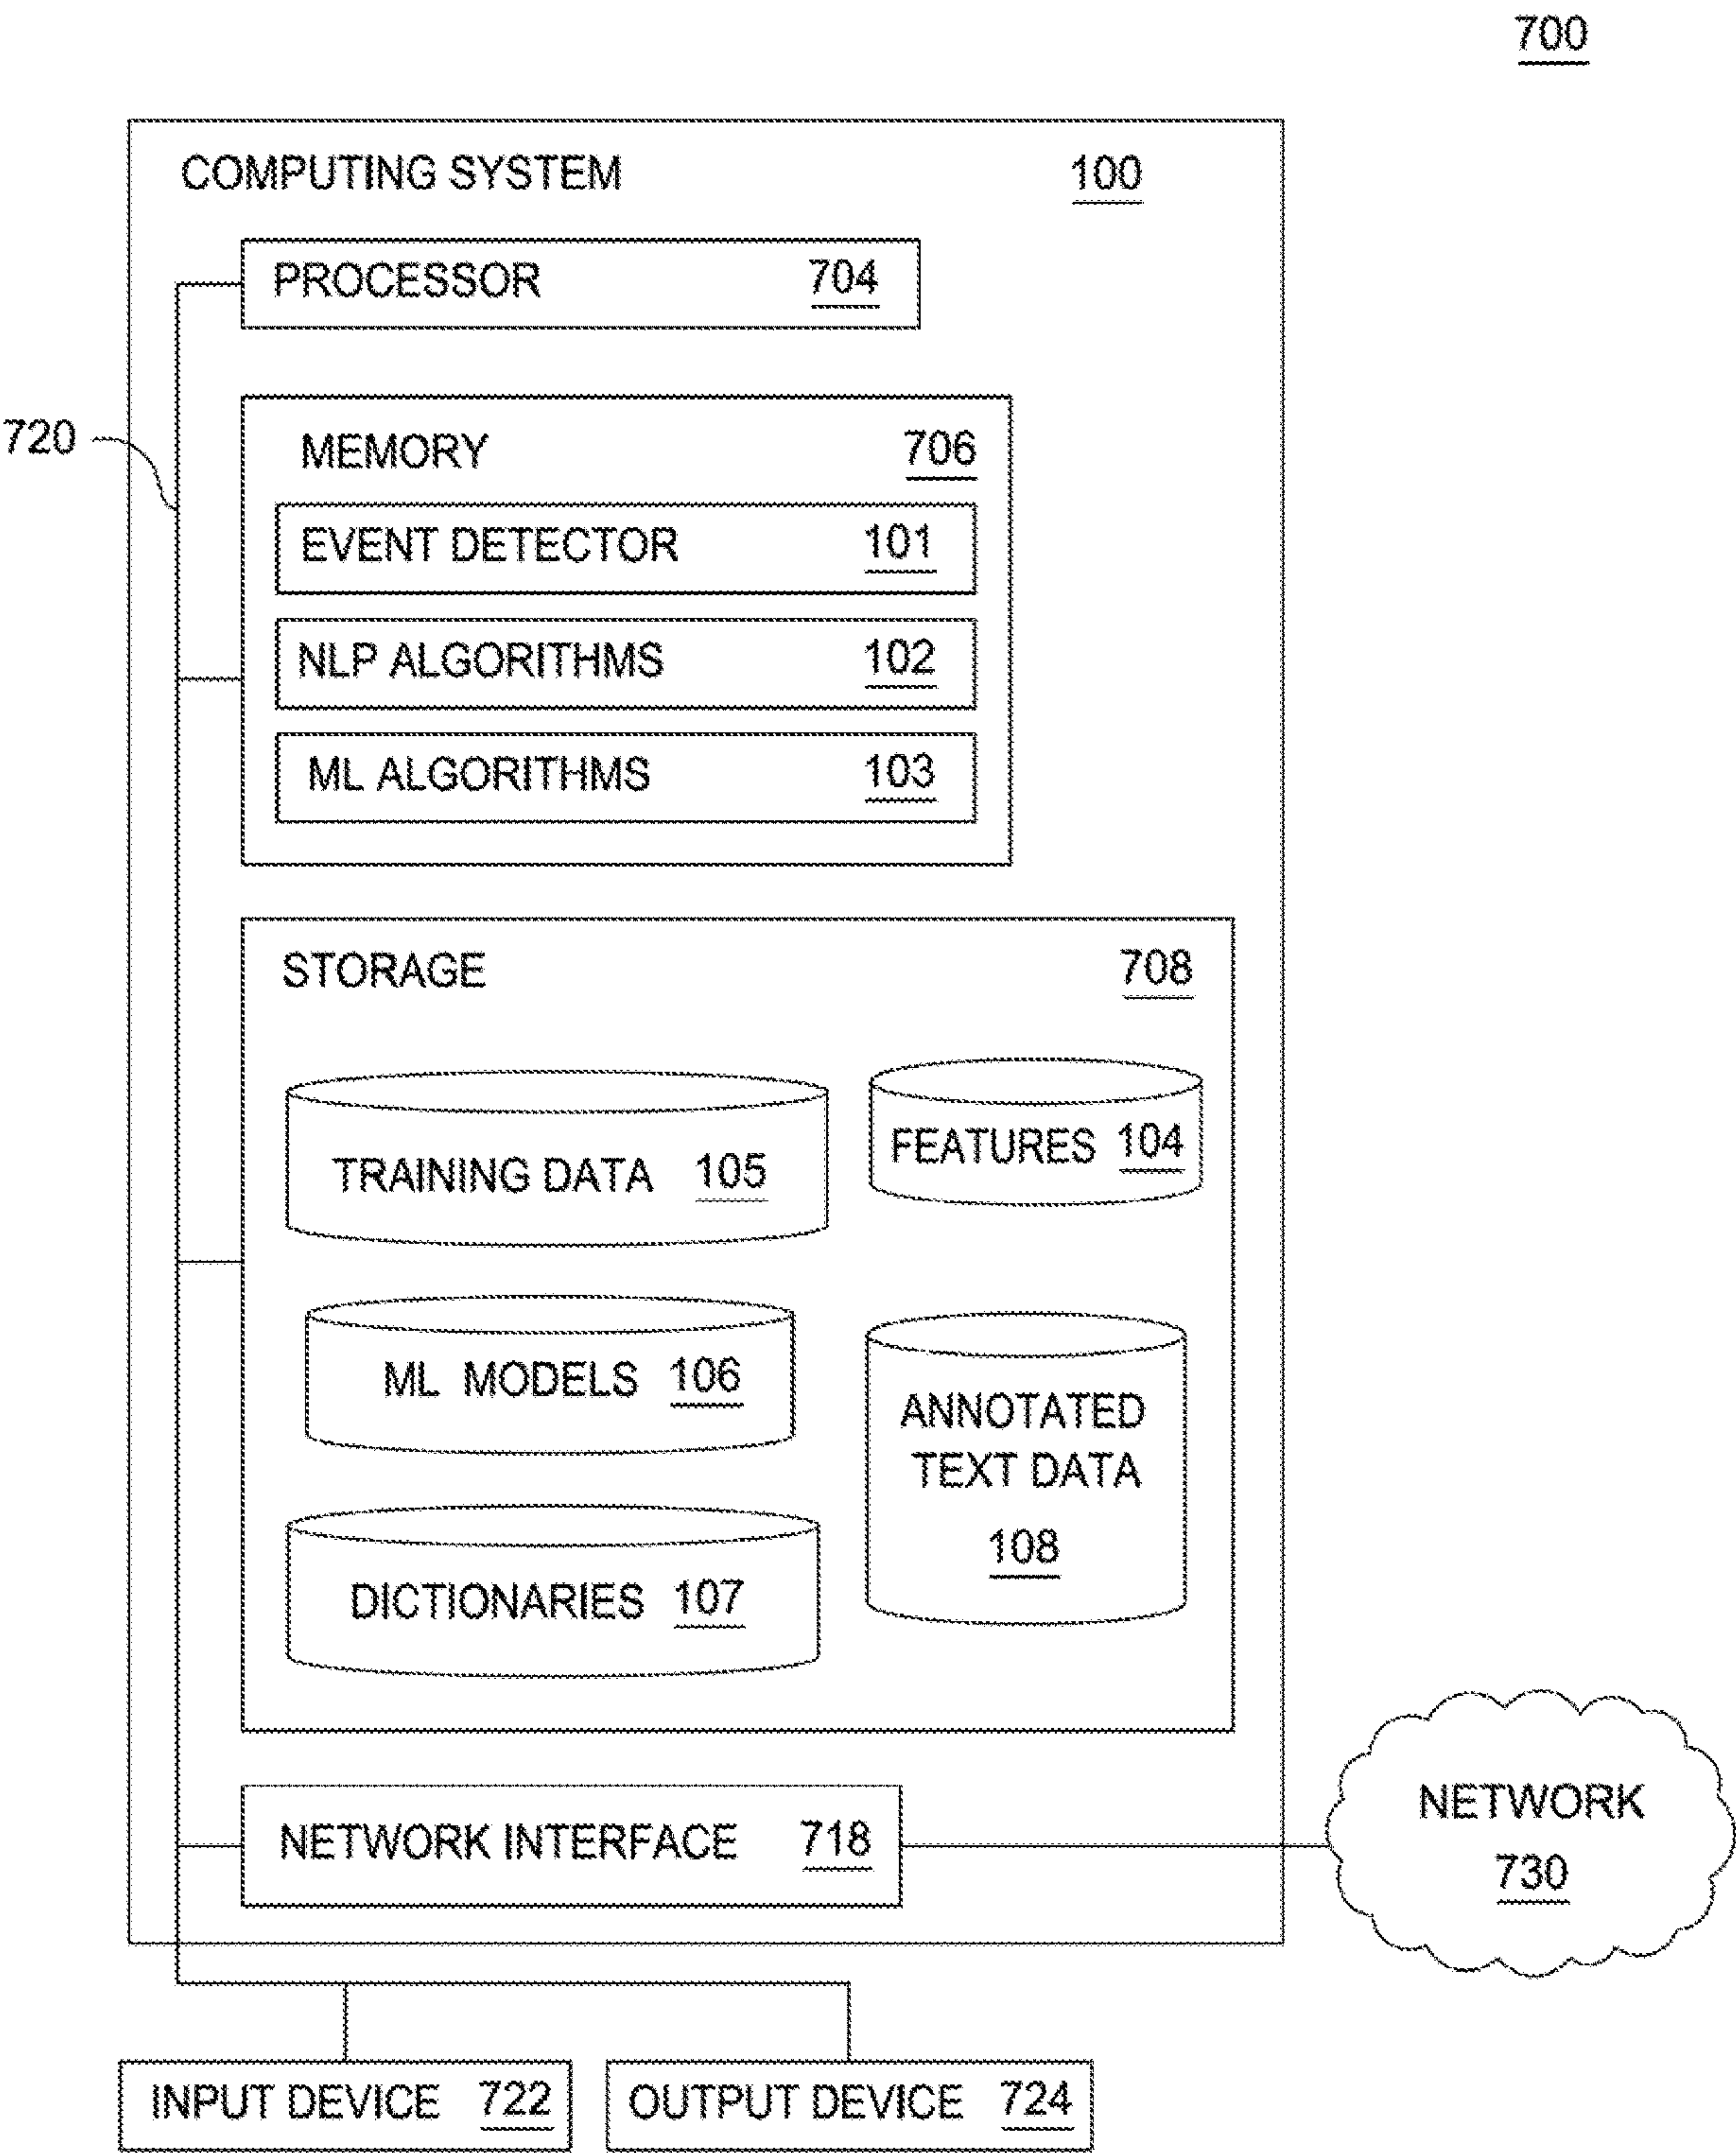 700
COMPUTING SYSTEM 100
PROCESSOR 704
720
MEMORY 706
EVENT DETECTOR 101
NLP ALGORITHMS 102
ML ALGORITHMS 103
STORAGE 708
TRAINING DATA 105
FEATURES 104
ML MODELS 106
ANNOTATED
TEXT DATA
108
DICTIONARIES 107
NETWORK INTERFACE 718
NETWORK
730
INPUT DEVICE 722
OUTPUT DEVICE 724